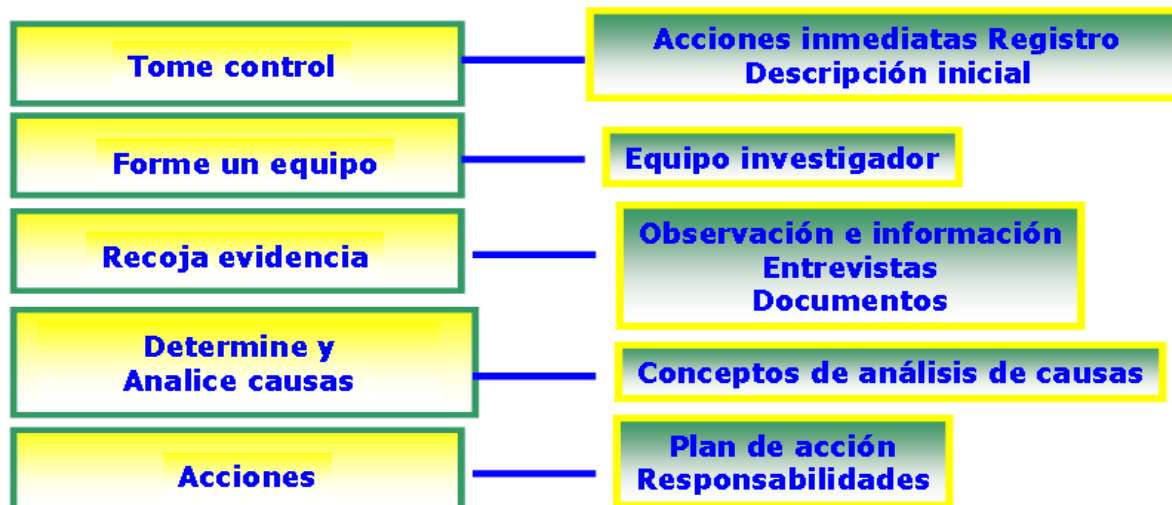 Tome control
Acciones inmediatas Registro
Descripción inicial
Forme un equipo
Equipo investigador
Recoja evidencia
Observación e información
Entrevistas
Documentos
Determine y
Analice causas
Conceptos de análisis de causas
Acciones
Plan de acción
Responsabilidades